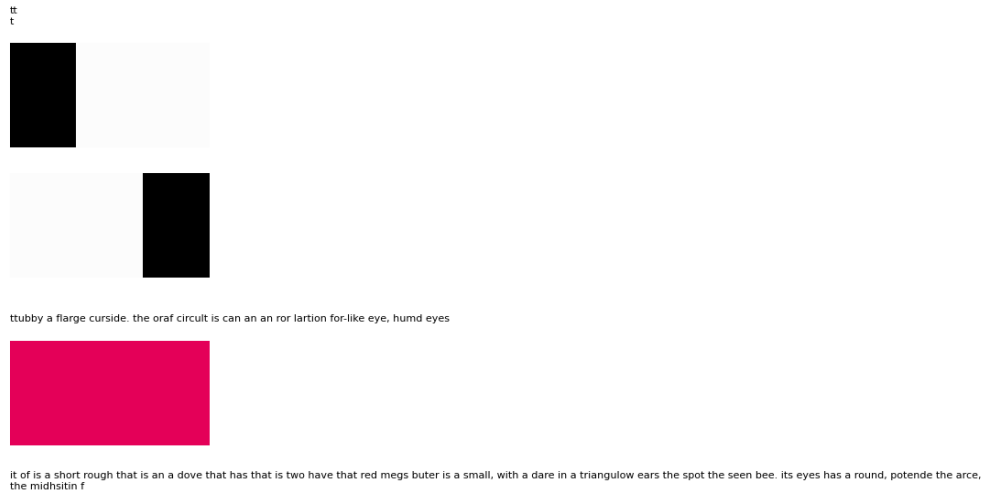 tt
t
ttubby a flarge curside. the oraf circult is can an an ror lartion for-like eye, humd eyes
it of is a short rough that is an a dove that has that is two have that red megs buter is a small, with a dare in a triangulow ears the spot the seen bee. its eyes has a round, potende the arce,
the midhsitin f